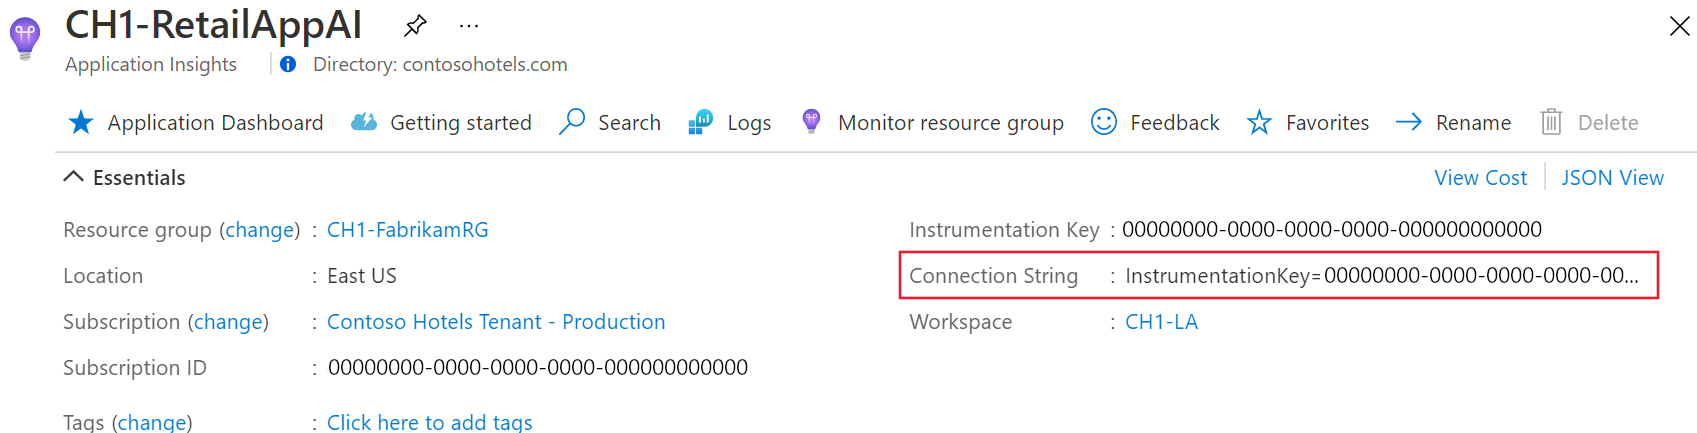 CH1-RetailAppAI ...
Application Insights Directory: contosohotels.com
Application Dashboard Getting started Search Logs Monitor resource group Feedback Favorites Rename Delete
Essentials View Cost JSON View
Resource group (change) : CH1-FabrikamRG Instrumentation Key : 00000000-0000-0000-0000-000000000000
Location : East US Connection String : InstrumentationKey=00000000-0000-0000-0000-00...
Subscription (change) : Contoso Hotels Tenant - Production Workspace : CH1-LA
Subscription ID : 00000000-0000-0000-0000-000000000000
Tags (change) : Click here to add tags